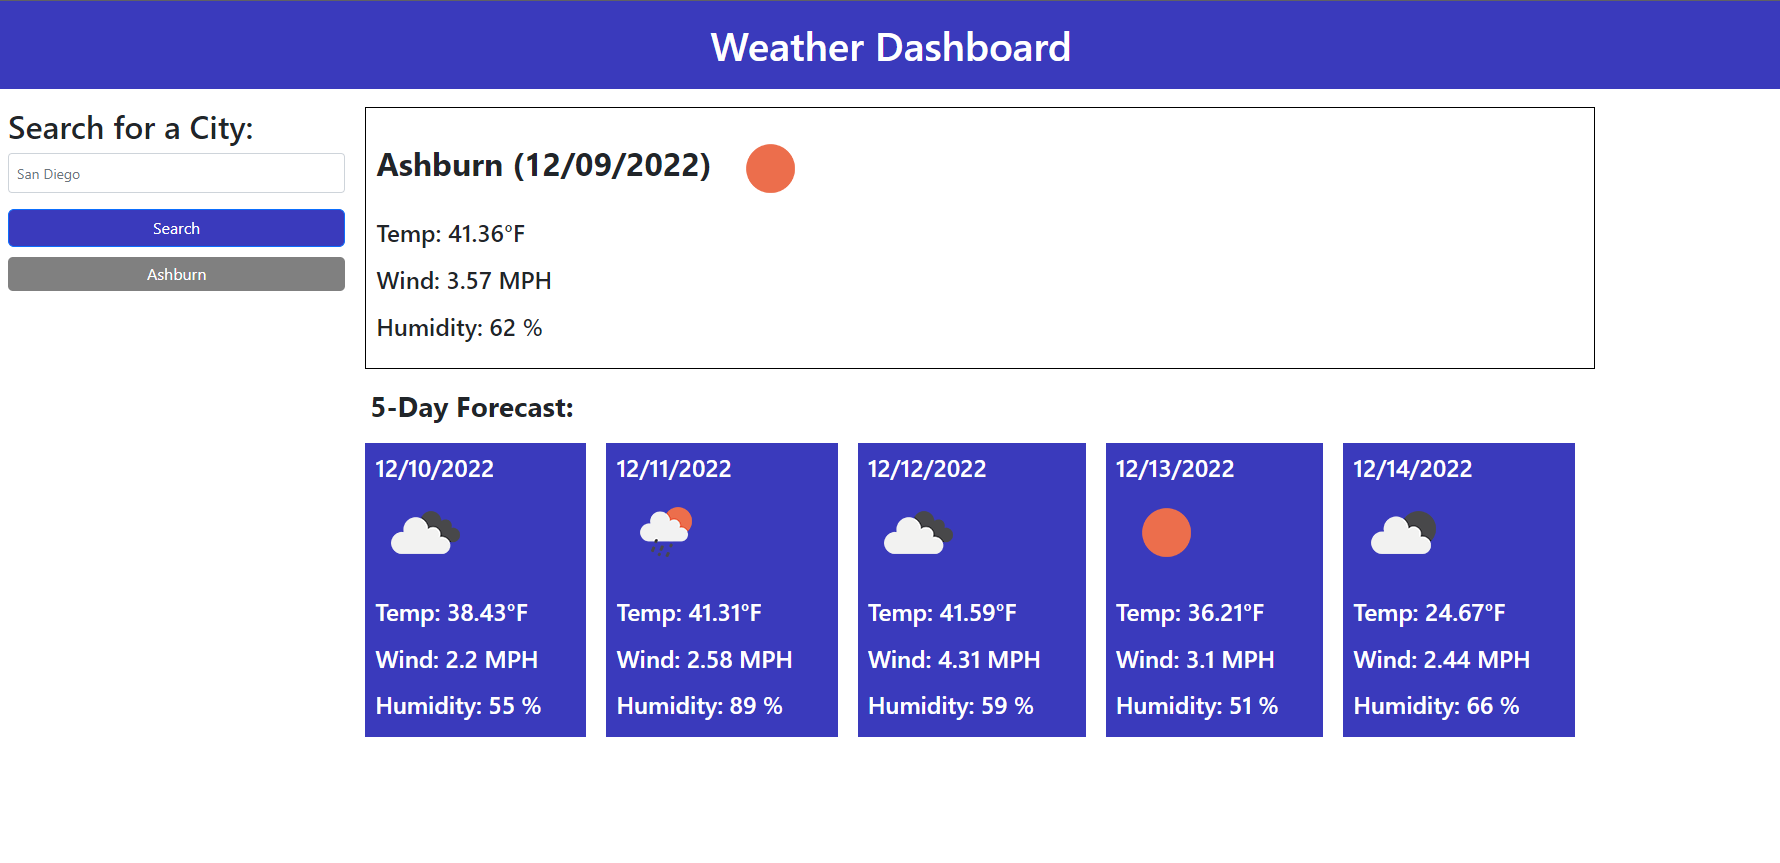 Weather Dashboard
Search for a City:
San Diego
Search
Ashburn
Ashburn (12/09/2022)
Temp: 41.36°F
Wind: 3.57 MPH
Humidity: 62 %
5-Day Forecast:
12/10/2022
Temp: 38.43°F
Wind: 2.2 MPH
Humidity: 55 %
12/11/2022
Temp: 41.31°F
Wind: 2.58 MPH
Humidity: 89 %
12/12/2022
Temp: 41.59°F
Wind: 4.31 MPH
Humidity: 59 %
12/13/2022
Temp: 36.21°F
Wind: 3.1 MPH
Humidity: 51 %
12/14/2022
Temp: 24.67°F
Wind: 2.44 MPH
Humidity: 66 %